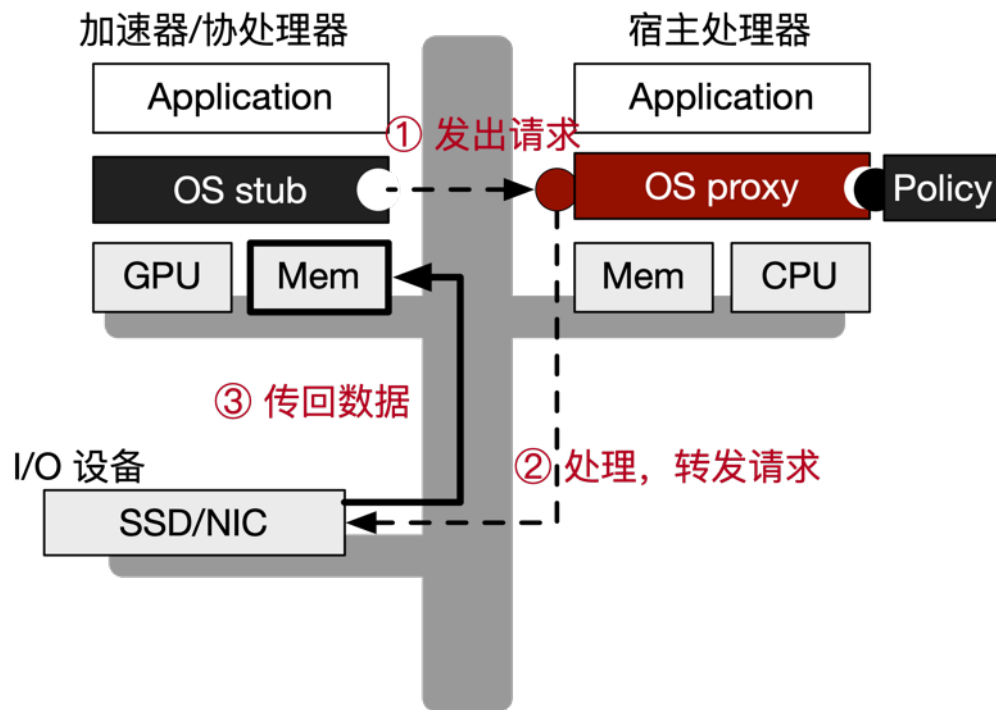 加速器/协处理器
宿主处理器
Application
Application
① 发出请求
OS stub
OS proxy
Policy
GPU
Mem
Mem
CPU
③ 传回数据
② 处理，转发请求
I/O 设备
SSD/NIC